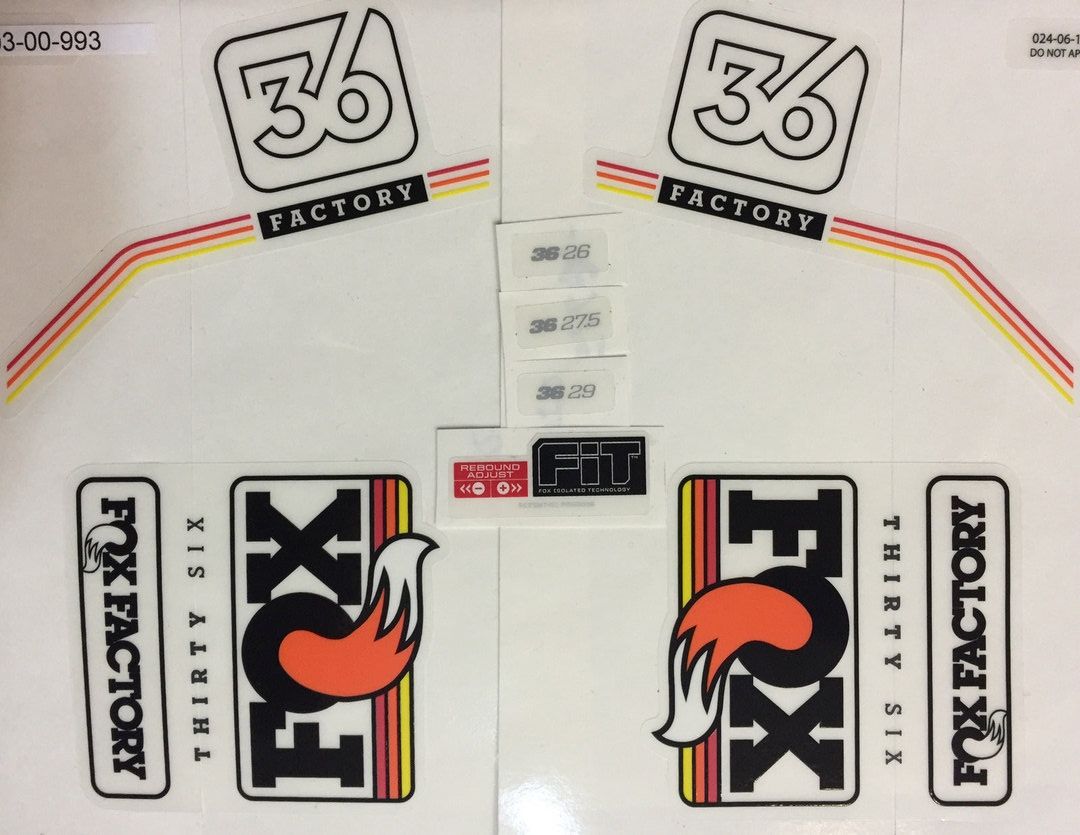 03-00-993
36
FACTORY
36
FACTORY
024-06-1
DO NOT AP
36 26
36 27.5
36 29
REBOUND
ADJUST
FiT™
FOX ISOLATED TECHNOLOGY
FOX FACTORY
THIRTY SIX
FOX
FOX
THIRTY SIX
FOX FACTORY